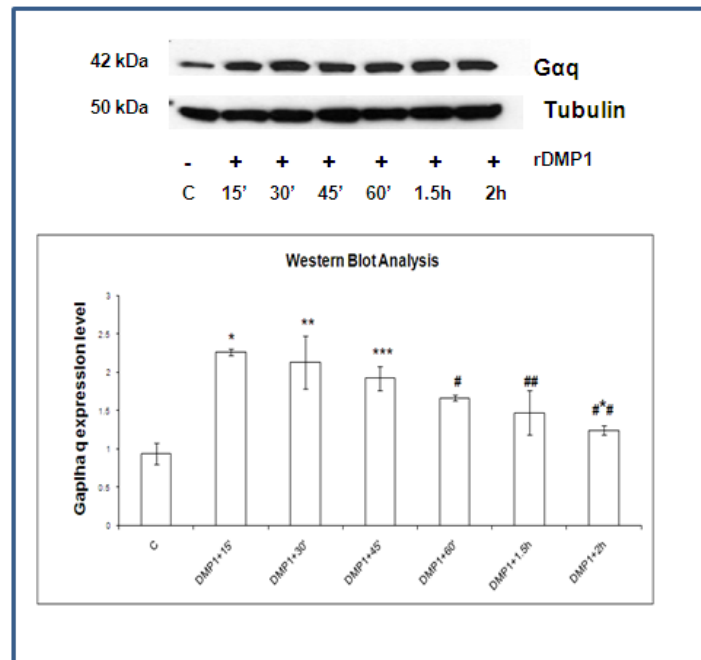 42 kDa Gαq
50 kDa Tubulin
- + + + + + + rDMP1
C 15' 30' 45' 60' 1.5h 2h
Western Blot Analysis
Gaplha q expression level
3
2.5
2
1.5
1
0.5
0
* ** *** # ## #*#
C DMP1+15' DMP1+30' DMP1+45' DMP1+60' DMP1+1.5h DMP1+2h